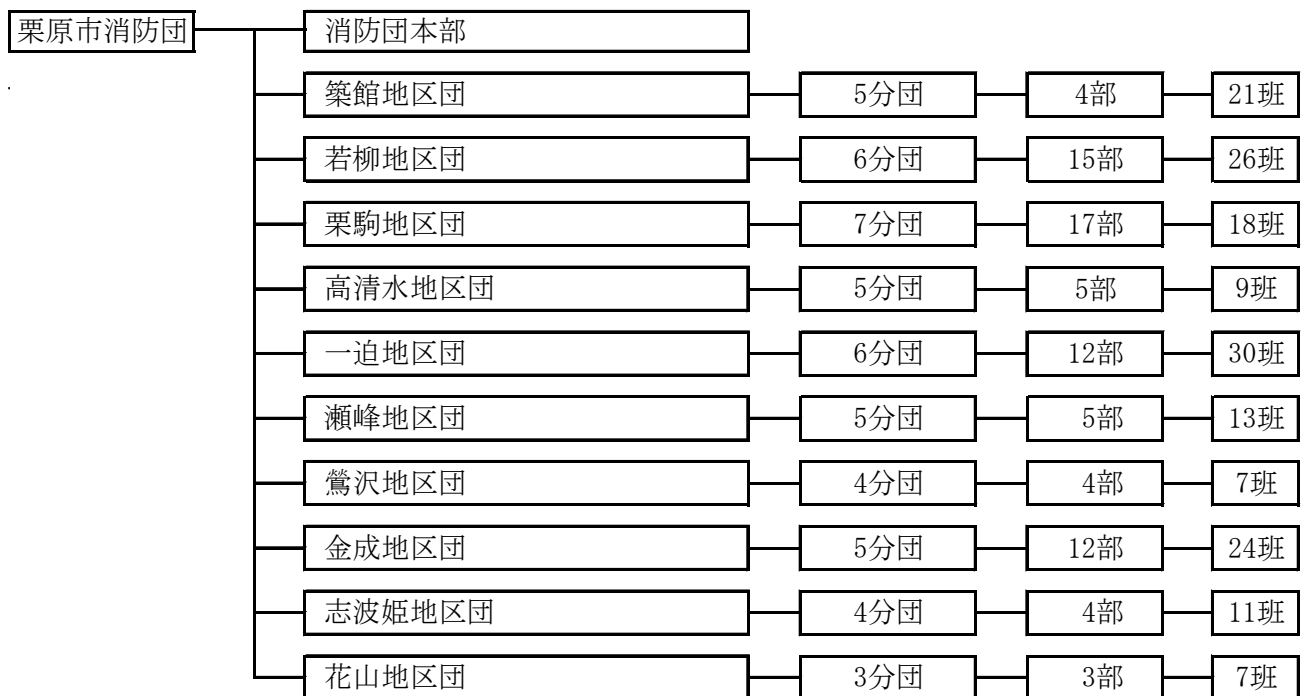 栗原市消防団 消防団本部
築館地区団 5分団 4部 21班
若柳地区団 6分団 15部 26班
栗駒地区団 7分団 17部 18班
高清水地区団 5分団 5部 9班
一迫地区団 6分団 12部 30班
瀬峰地区団 5分団 5部 13班
鶯沢地区団 4分団 4部 7班
金成地区団 5分団 12部 24班
志波姫地区団 4分団 4部 11班
花山地区団 3分団 3部 7班